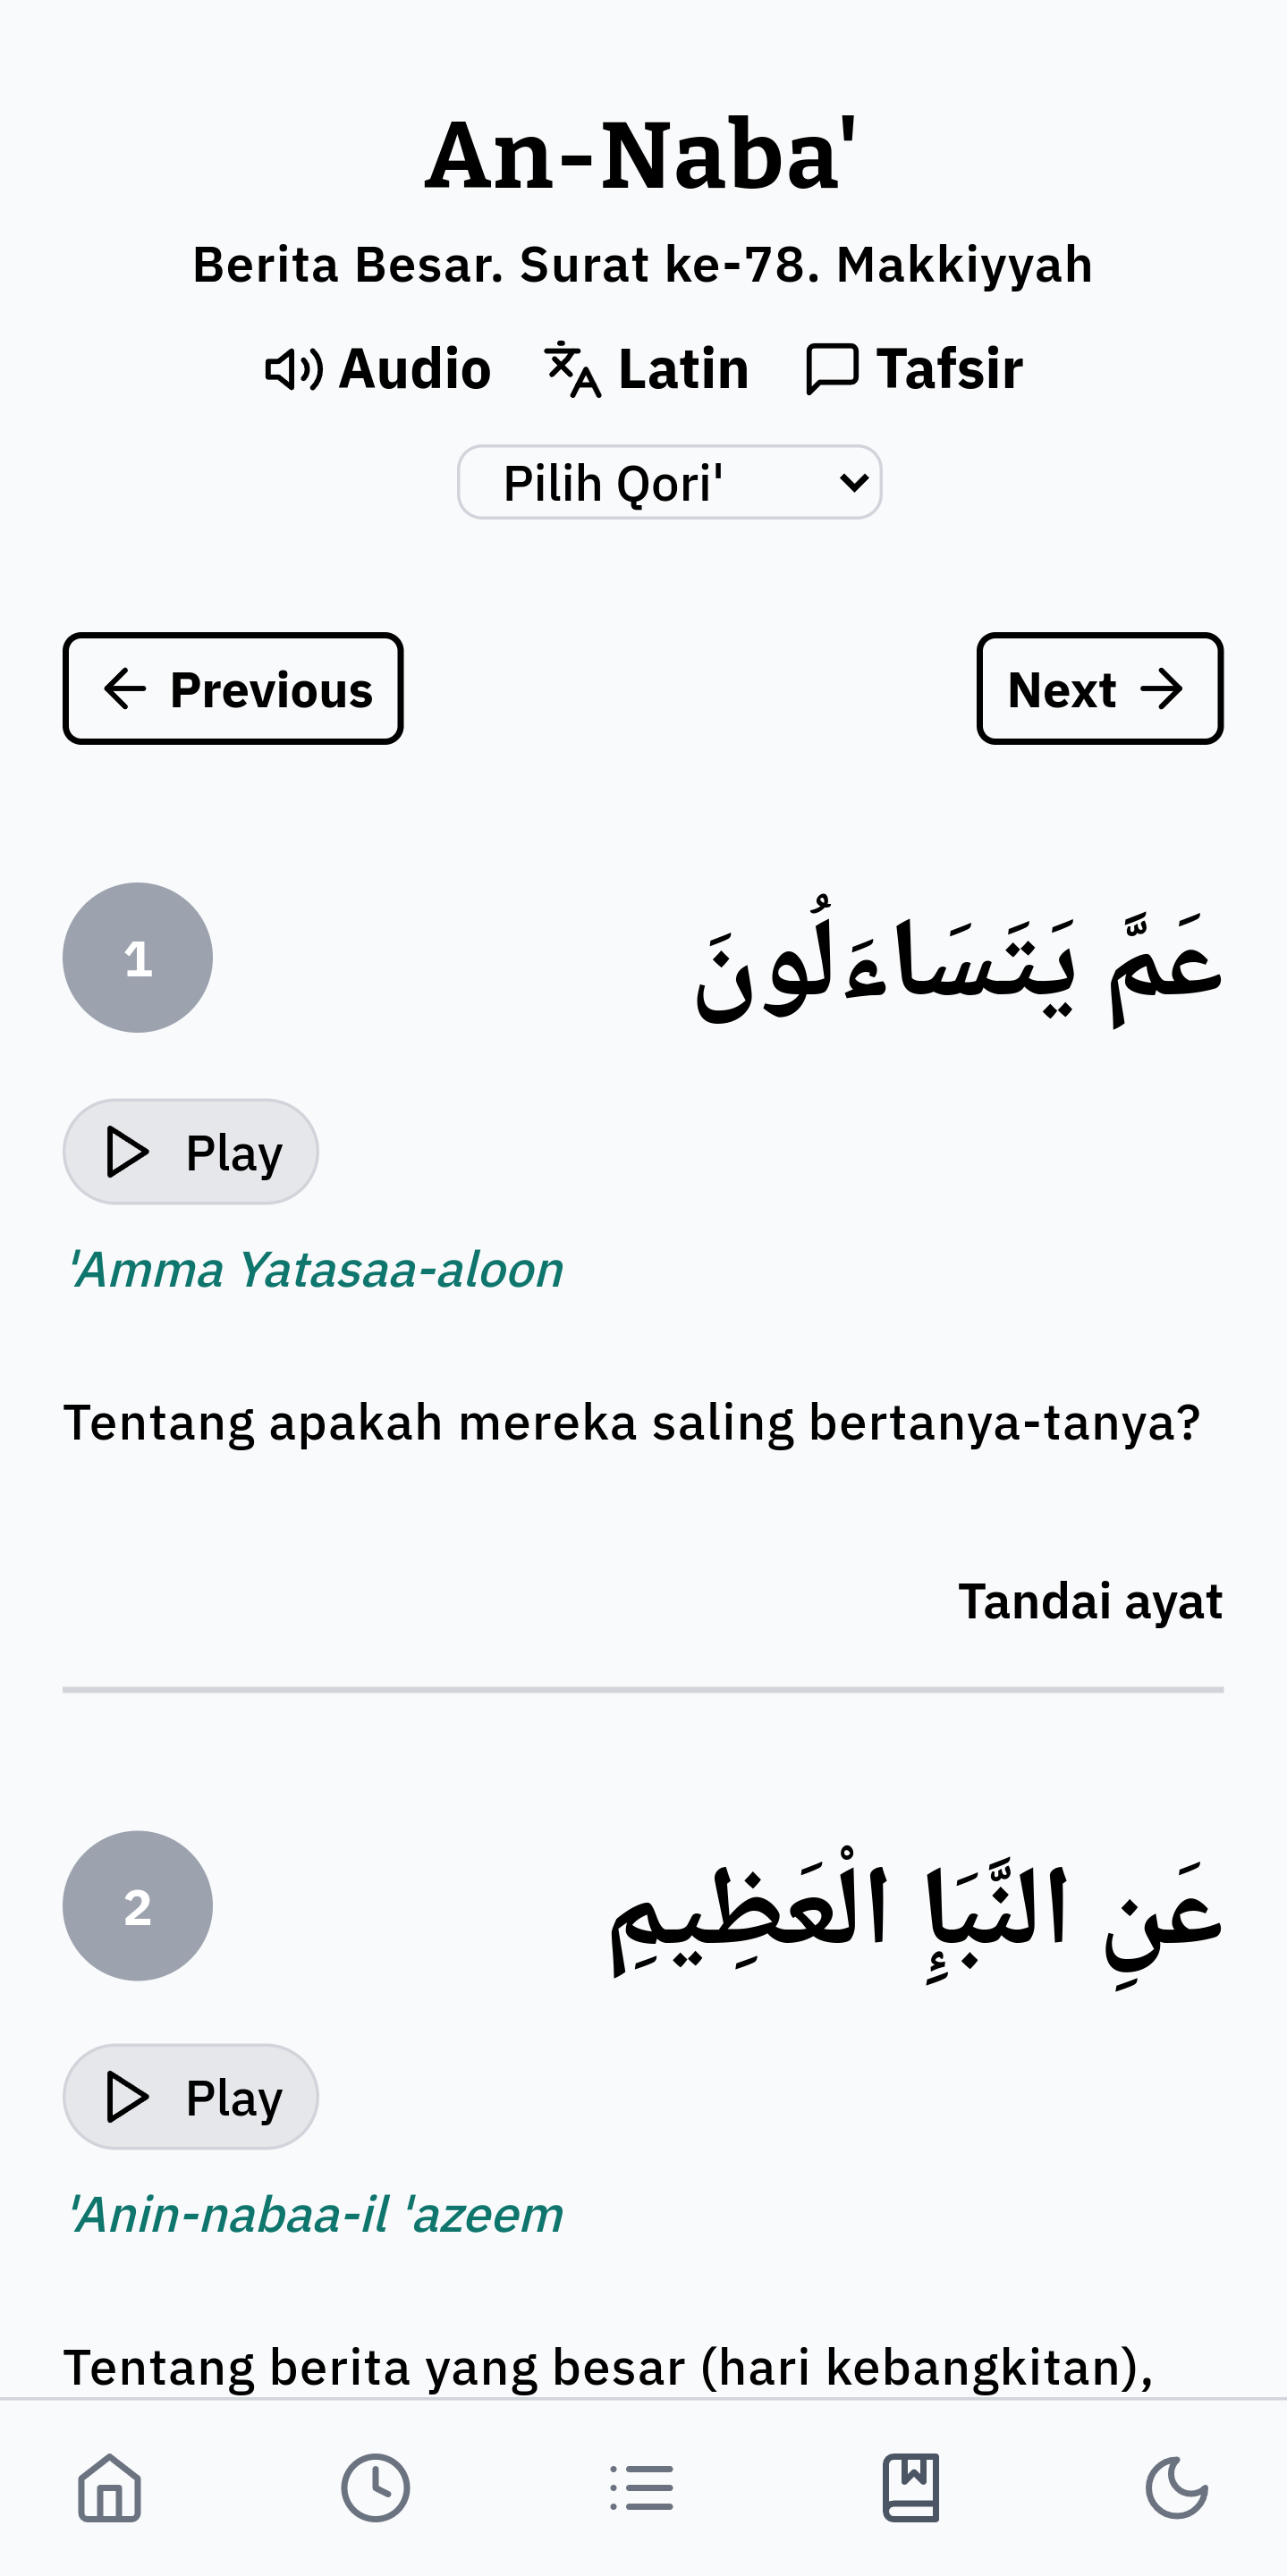 An-Naba'
Berita Besar. Surat ke-78. Makkiyyah
Audio Latin Tafsir
Pilih Qori'
Previous Next
1 عَمَّ يَتَسَاءَلُونَ
Play
'Amma Yatasaa-aloon
Tentang apakah mereka saling bertanya-tanya?
Tandai ayat
2 عَنِ النَّبَإِ الْعَظِيمِ
Play
'Anin-nabaa-il 'azeem
Tentang berita yang besar (hari kebangkitan),